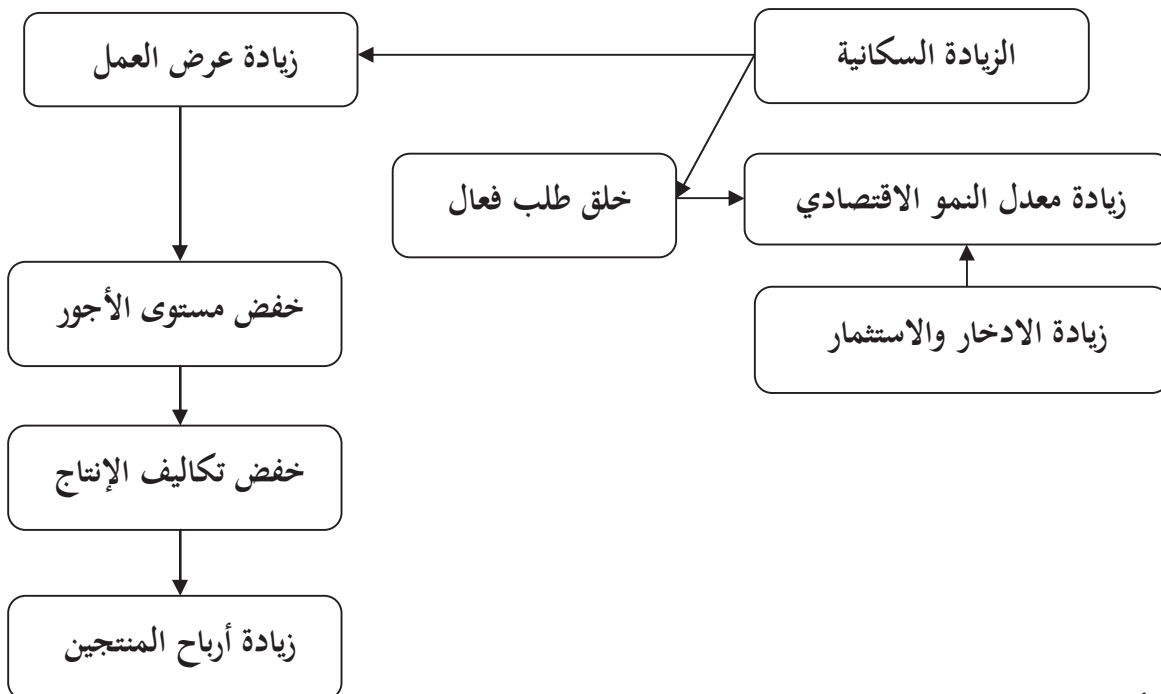 الزيادة السكانية
زيادة عرض العمل
خلق طلب فعال
زيادة معدل النمو الاقتصادي
زيادة الادخار والاستثمار
خفض مستوى الأجور
خفض تكاليف الإنتاج
زيادة أرباح المنتجين